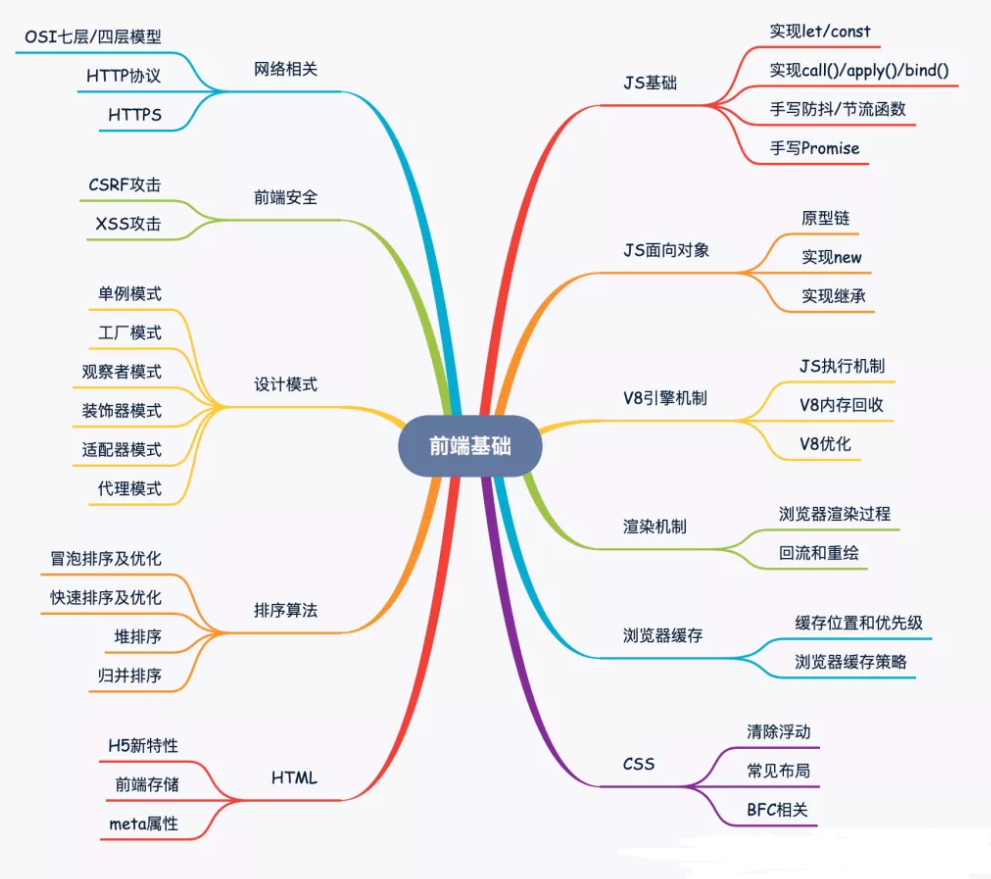 前端基础
JS基础
实现let/const
实现call()/apply()/bind()
手写防抖/节流函数
手写Promise
JS面向对象
原型链
实现new
实现继承
V8引擎机制
JS执行机制
V8内存回收
V8优化
渲染机制
浏览器渲染过程
回流和重绘
浏览器缓存
缓存位置和优先级
浏览器缓存策略
CSS
清除浮动
常见布局
BFC相关
网络相关
OSI七层/四层模型
HTTP协议
HTTPS
前端安全
CSRF攻击
XSS攻击
设计模式
单例模式
工厂模式
观察者模式
装饰器模式
适配器模式
代理模式
排序算法
冒泡排序及优化
快速排序及优化
堆排序
归并排序
HTML
H5新特性
前端存储
meta属性